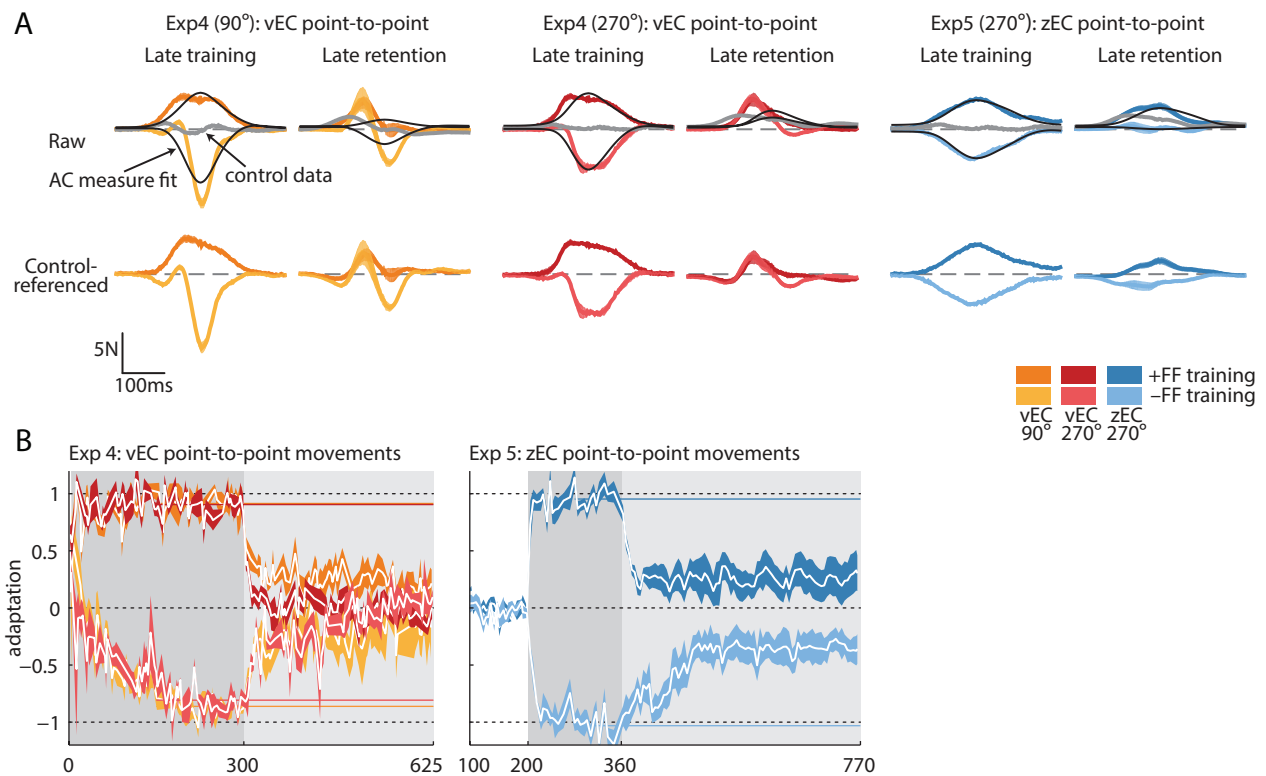 A
Exp4 (90°): vEC point-to-point
Exp4 (270°): vEC point-to-point
Exp5 (270°): zEC point-to-point
Late training
Late retention
Late training
Late retention
Late training
Late retention
Raw
AC measure fit
control data
Control-
referenced
5N
100ms
+FF training
–FF training
vEC
90°
vEC
270°
zEC
270°
B
Exp 4: vEC point-to-point movements
Exp 5: zEC point-to-point movements
adaptation
1
0.5
0
−0.5
−1
0
300
625
100
200
360
770